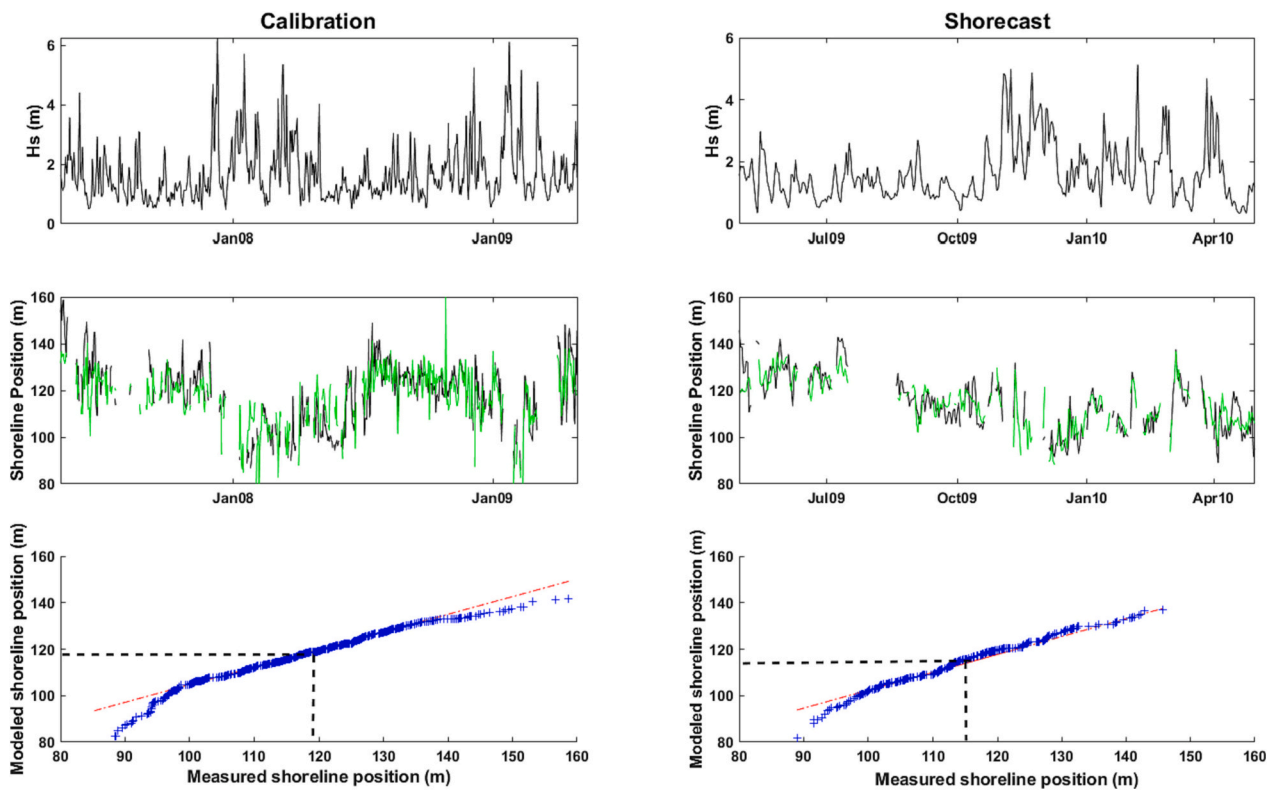 Calibration
Hs (m)
6
4
2
0
Jan08
Jan09
Shorecast
Hs (m)
6
4
2
0
Jul09
Oct09
Jan10
Apr10
Shoreline Position (m)
160
140
120
100
80
Jan08
Jan09
Shoreline Position (m)
160
140
120
100
80
Jul09
Oct09
Jan10
Apr10
Modeled shoreline position (m)
160
140
120
100
80
80 90 100 110 120 130 140 150 160
Measured shoreline position (m)
Modeled shoreline position (m)
160
140
120
100
80
80 90 100 110 120 130 140 150 160
Measured shoreline position (m)